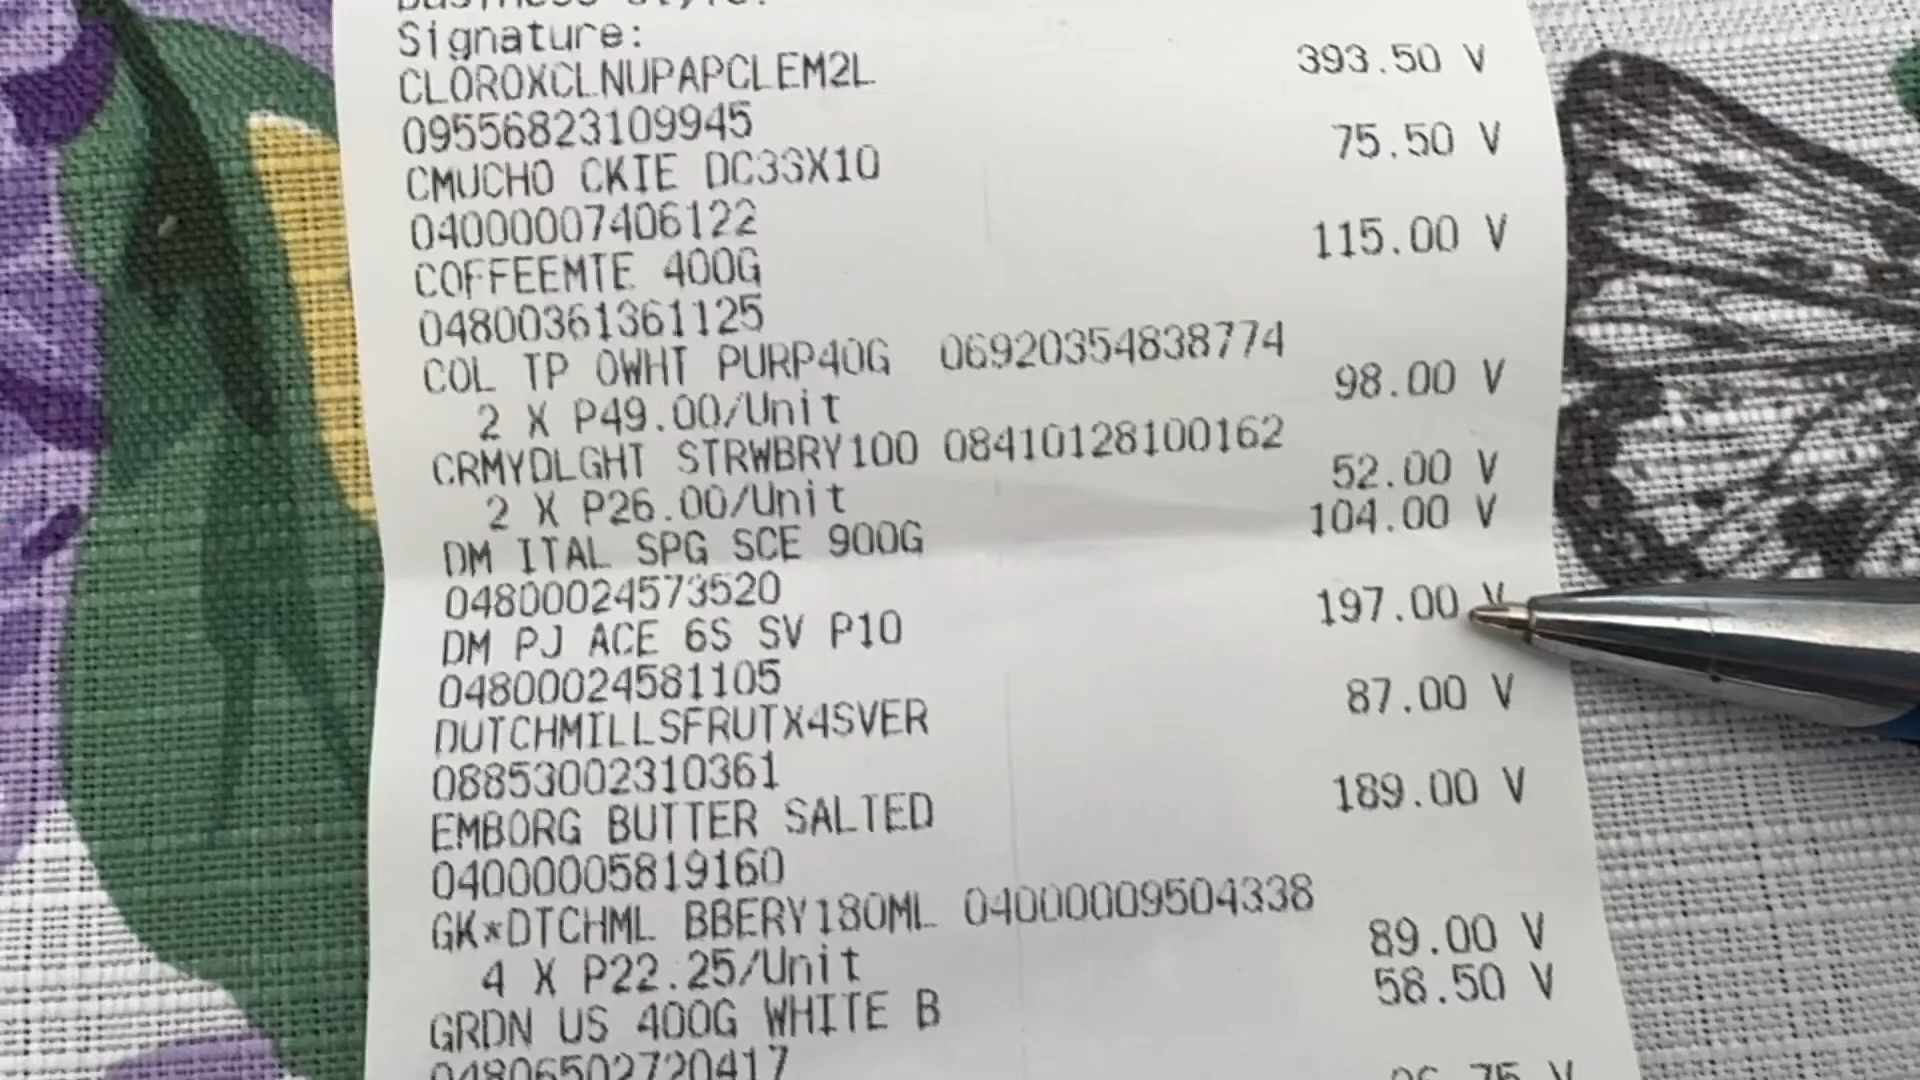 Signature:
CLOROXCLNUPAPCLEM2L 393.50 V
09556823109945
CMUCHO CKIE DC33X10 75.50 V
04000007406122
COFFEEMTE 400G 115.00 V
04800361361125
COL TP OWHT PURP40G 06920354838774
2 X P49.00/Unit 98.00 V
CRMYDLGHT STRWBRY100 08410128100162
2 X P26.00/Unit 52.00 V
DM ITAL SPG SCE 900G 104.00 V
04800024573520
DM PJ ACE 6S SV P10 197.00 V
04800024581105
DUTCHMILLSFRUTX4SVER 87.00 V
08853002310361
EMBORG BUTTER SALTED 189.00 V
04000005819160
GK*DTCHML BBERY180ML 04000009504338
4 X P22.25/Unit 89.00 V
GRDN US 400G WHITE B 58.50 V
04806502720417